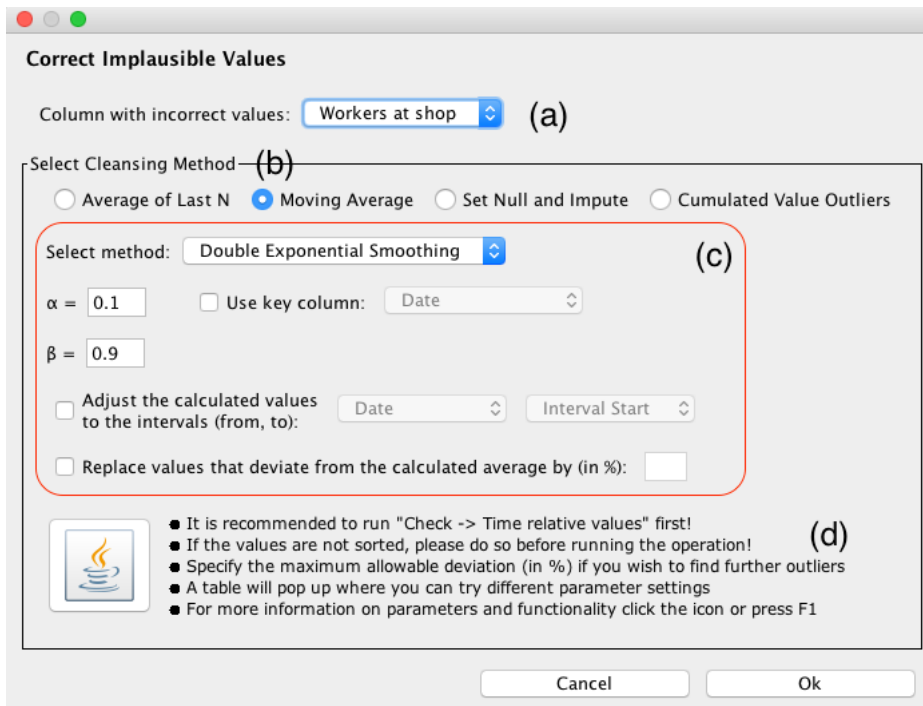 Correct Implausible Values
Column with incorrect values: Workers at shop (a)
Select Cleansing Method (b)
Average of Last N Moving Average Set Null and Impute Cumulated Value Outliers
Select method: Double Exponential Smoothing (c)
α = 0.1 Use key column: Date
β = 0.9
Adjust the calculated values
to the intervals (from, to): Date Interval Start
Replace values that deviate from the calculated average by (in %):
● It is recommended to run "Check -> Time relative values" first!
● If the values are not sorted, please do so before running the operation! (d)
● Specify the maximum allowable deviation (in %) if you wish to find further outliers
● A table will pop up where you can try different parameter settings
● For more information on parameters and functionality click the icon or press F1
Cancel Ok